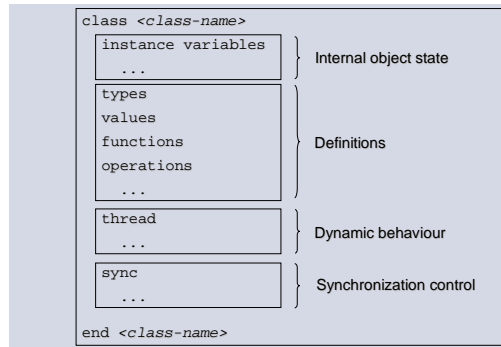 class <class-name>
instance variables
...
Internal object state
types
values
functions
operations
...
Definitions
thread
...
Dynamic behaviour
sync
...
Synchronization control
end <class-name>